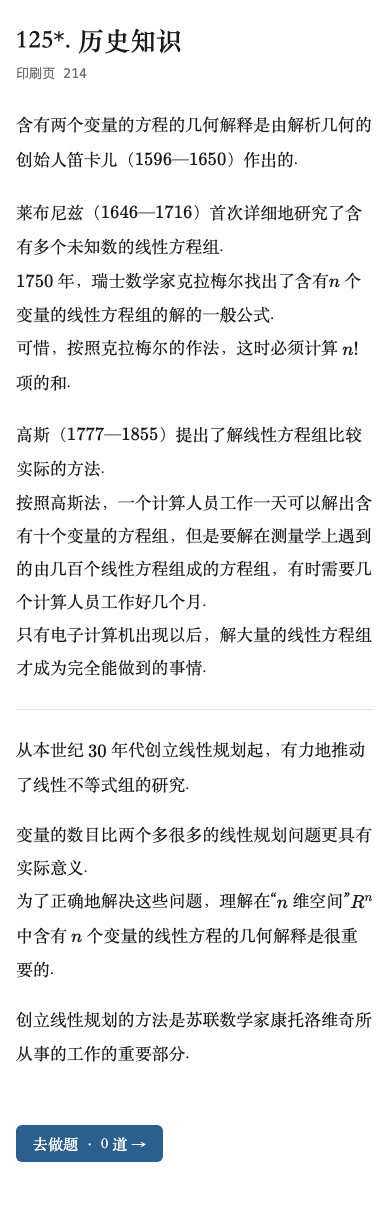 125*. 历史知识
印刷页 214
含有两个变量的方程的几何解释是由解析几何的
创始人笛卡儿（1596—1650）作出的.
莱布尼兹（1646—1716）首次详细地研究了含
有多个未知数的线性方程组.
1750 年，瑞士数学家克拉梅尔找出了含有n 个
变量的线性方程组的解的一般公式.
可惜，按照克拉梅尔的作法，这时必须计算 n!
项的和.
高斯（1777—1855）提出了解线性方程组比较
实际的方法.
按照高斯法，一个计算人员工作一天可以解出含
有十个变量的方程组，但是要解在测量学上遇到
的由几百个线性方程组成的方程组，有时需要几
个计算人员工作好几个月.
只有电子计算机出现以后，解大量的线性方程组
才成为完全能做到的事情.
从本世纪 30 年代创立线性规划起，有力地推动
了线性不等式组的研究.
变量的数目比两个多很多的线性规划问题更具有
实际意义.
为了正确地解决这些问题，理解在“n 维空间”Rⁿ
中含有 n 个变量的线性方程的几何解释是很重
要的.
创立线性规划的方法是苏联数学家康托洛维奇所
从事的工作的重要部分.
去做题 · 0 道 →